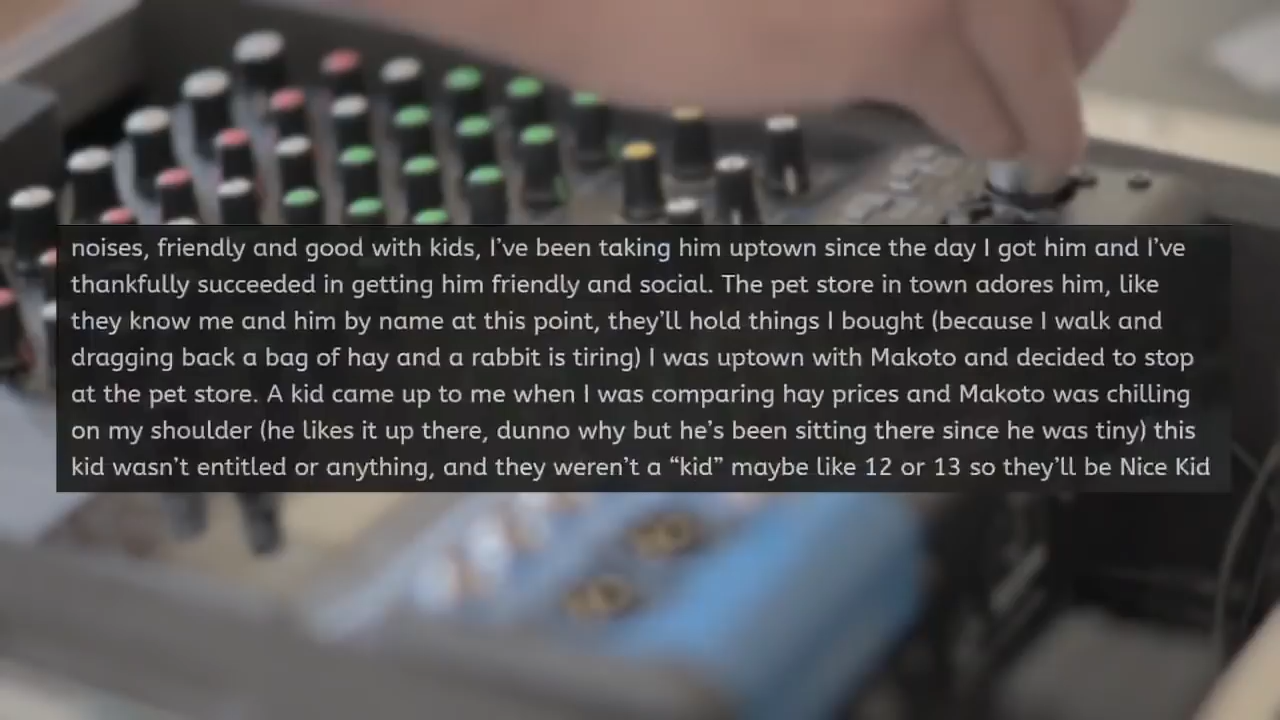 noises, friendly and good with kids, I’ve been taking him uptown since the day I got him and I’ve
thankfully succeeded in getting him friendly and social. The pet store in town adores him, like
they know me and him by name at this point, they’ll hold things I bought (because I walk and
dragging back a bag of hay and a rabbit is tiring) I was uptown with Makoto and decided to stop
at the pet store. A kid came up to me when I was comparing hay prices and Makoto was chilling
on my shoulder (he likes it up there, dunno why but he’s been sitting there since he was tiny) this
kid wasn’t entitled or anything, and they weren’t a “kid” maybe like 12 or 13 so they’ll be Nice Kid